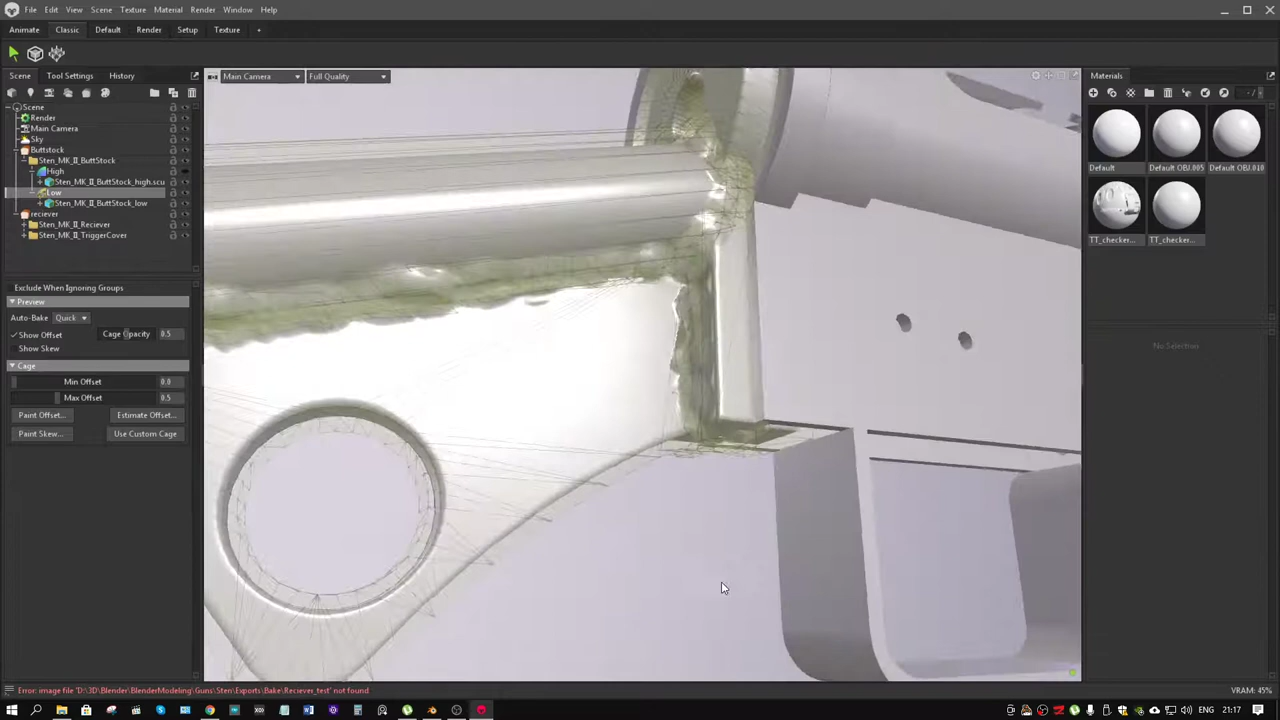 File Edit View Scene Texture Material Render Window Help
Animate Classic Default Render Setup Texture +
Scene Tool Settings History
Main Camera
Full Quality
Materials
Scene
Render
Main Camera
Sky
Buttstock
Sten_MK_II_ButtStock
High
Sten_MK_II_ButtStock_high.scu
Low
Sten_MK_II_ButtStock_low
reciever
Sten_MK_II_Reciever
Sten_MK_II_TriggerCover
Default
Default OBJ.005
Default OBJ.010
TT_checker...
TT_checker...
Exclude When Ignoring Groups
Preview
Auto-Bake Quick
Show Offset Cage Opacity 0.5
Show Skew
Cage
Min Offset 0.0
Max Offset 0.5
Paint Offset... Estimate Offset...
Paint Skew... Use Custom Cage
No Selection
Error: image file 'D:\3D\Blender\BlenderModeling\Guns\Sten\Exports\Bake\Reciever_test' not found
VRAM: 45%
ENG 21:17